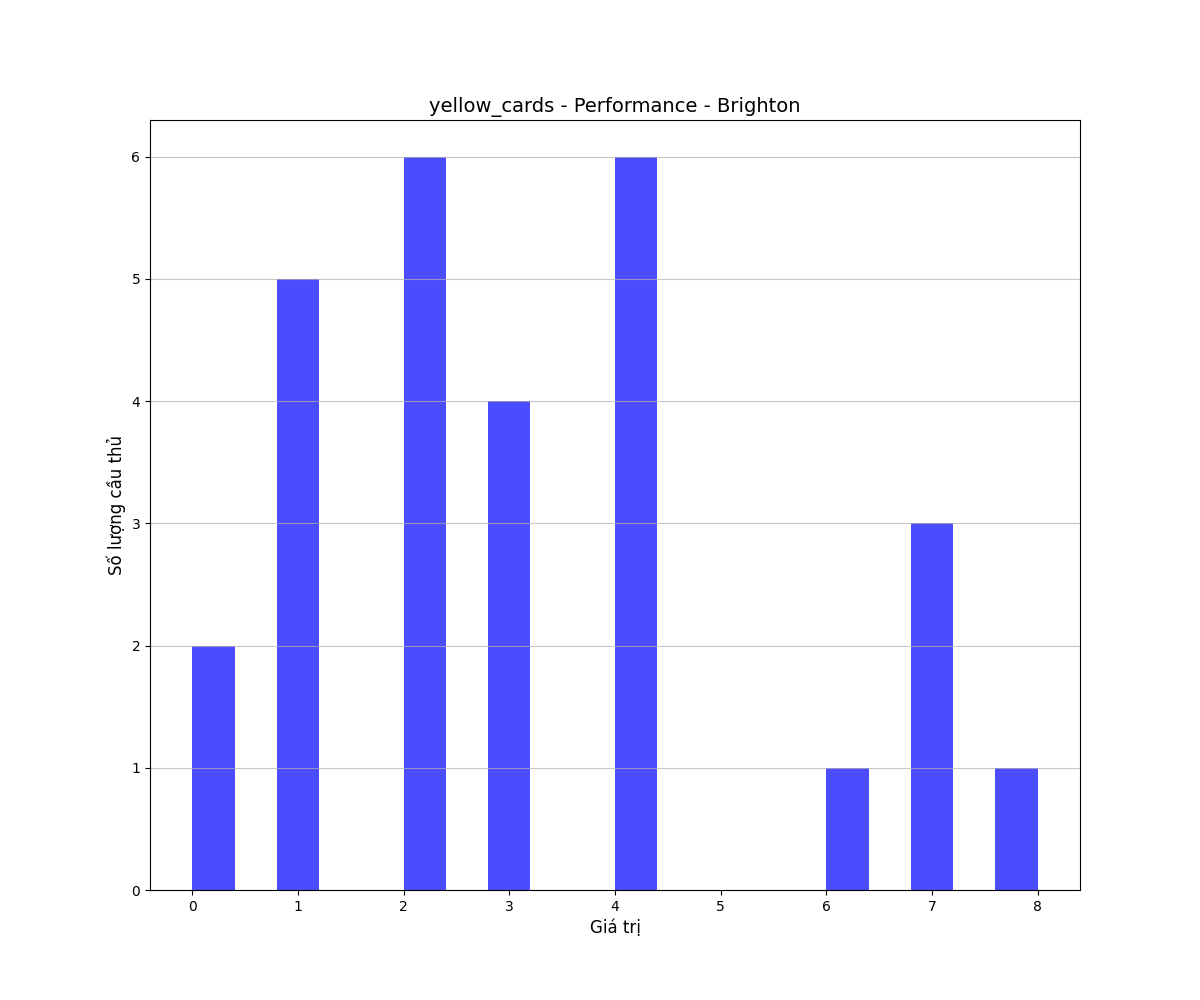 yellow_cards - Performance - Brighton
6
5
4
3
2
1
0
Số lượng cầu thủ
0 1 2 3 4 5 6 7 8
Giá trị